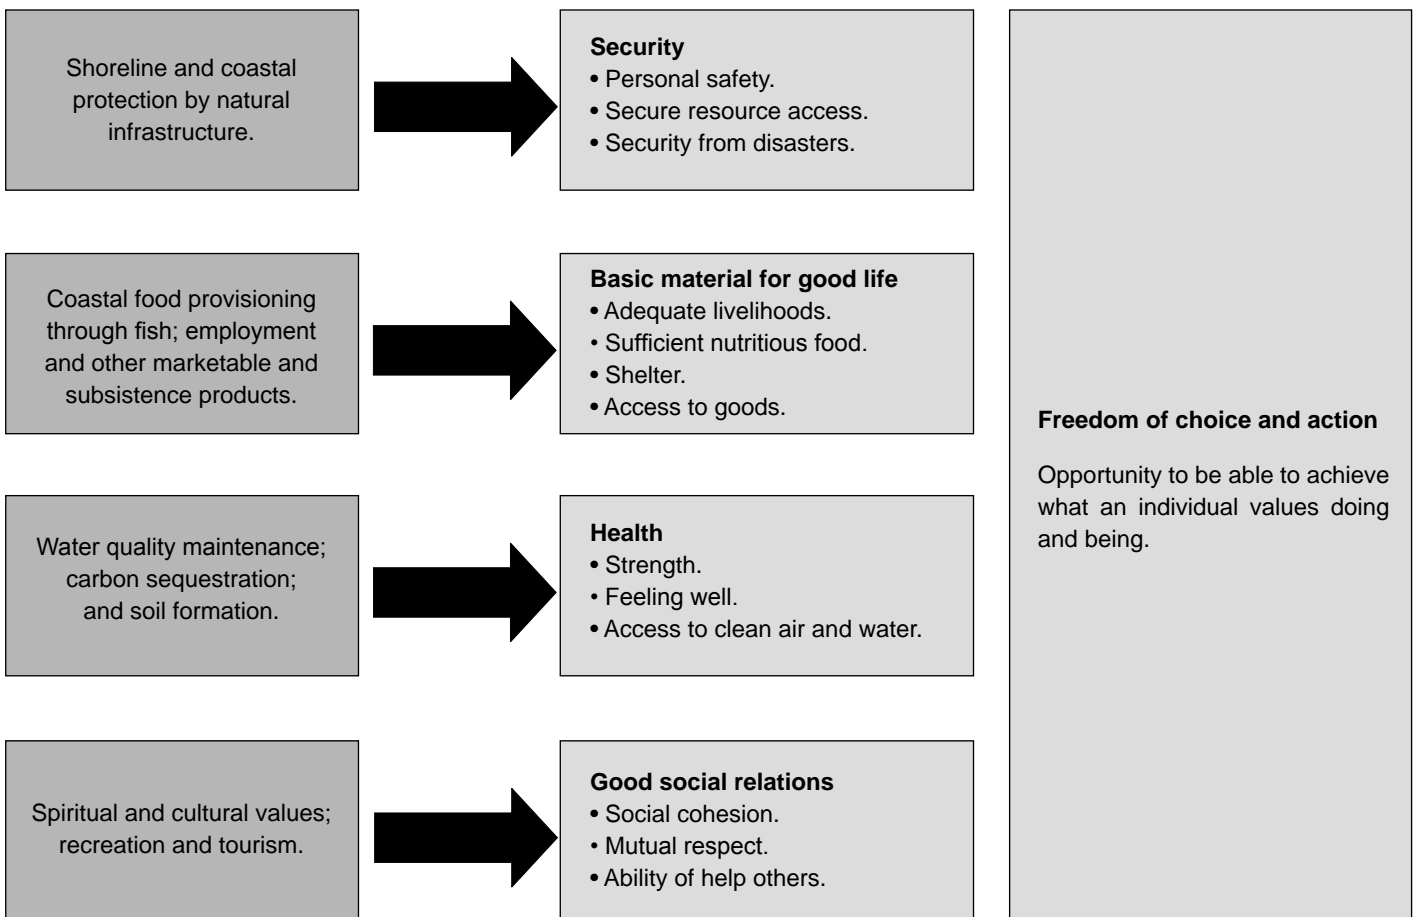 Shoreline and coastal
protection by natural
infrastructure.
Security
• Personal safety.
• Secure resource access.
• Security from disasters.
Coastal food provisioning
through fish; employment
and other marketable and
subsistence products.
Basic material for good life
• Adequate livelihoods.
• Sufficient nutritious food.
• Shelter.
• Access to goods.
Water quality maintenance;
carbon sequestration;
and soil formation.
Health
• Strength.
• Feeling well.
• Access to clean air and water.
Spiritual and cultural values;
recreation and tourism.
Good social relations
• Social cohesion.
• Mutual respect.
• Ability of help others.
Freedom of choice and action
Opportunity to be able to achieve
what an individual values doing
and being.